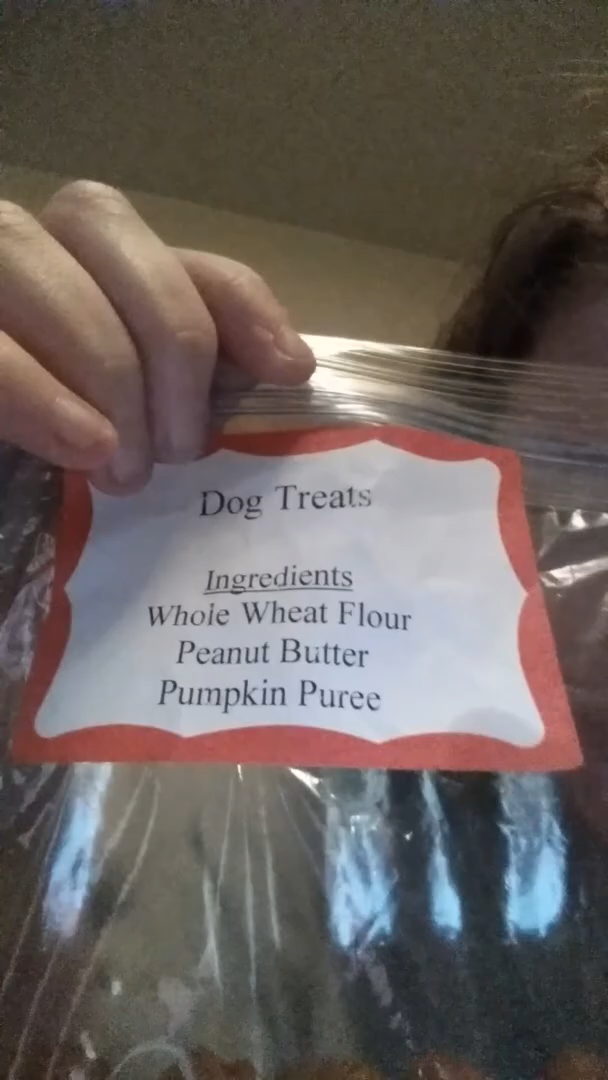 Dog Treats
Ingredients
Whole Wheat Flour
Peanut Butter
Pumpkin Puree